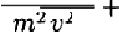 m² v² +